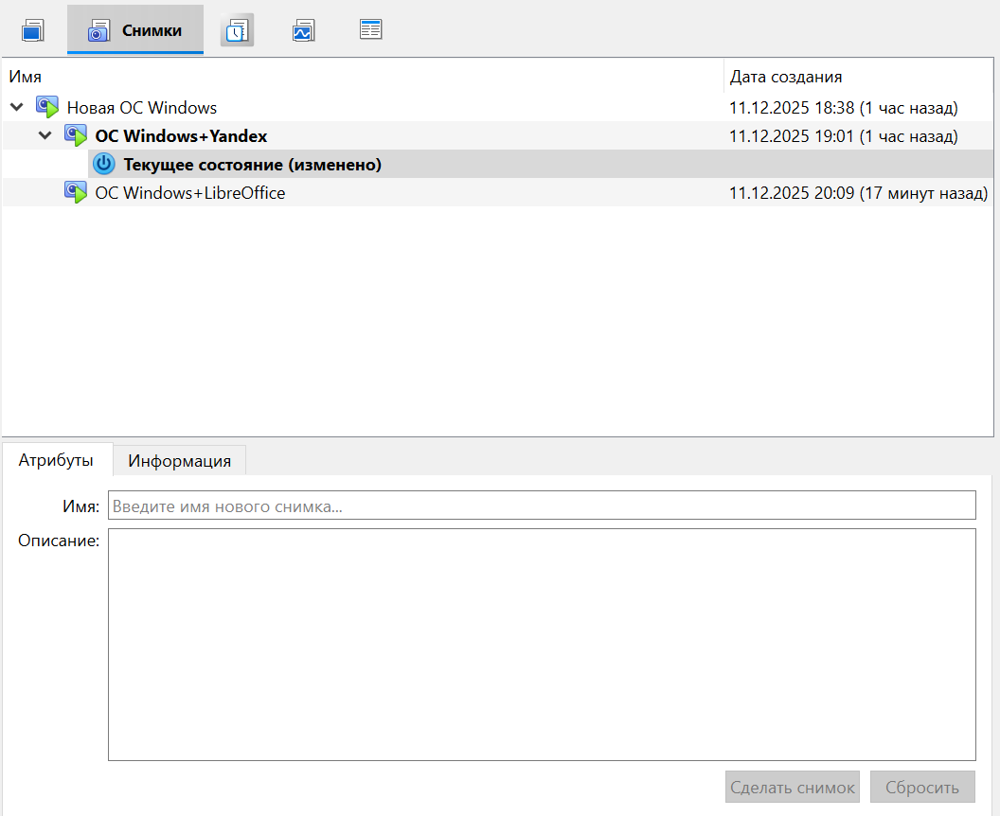 Снимки
Имя Дата создания
Новая ОС Windows 11.12.2025 18:38 (1 час назад)
ОС Windows+Yandex 11.12.2025 19:01 (1 час назад)
Текущее состояние (изменено)
ОС Windows+LibreOffice 11.12.2025 20:09 (17 минут назад)
Атрибуты Информация
Имя: Введите имя нового снимка...
Описание:
Сделать снимок Сбросить